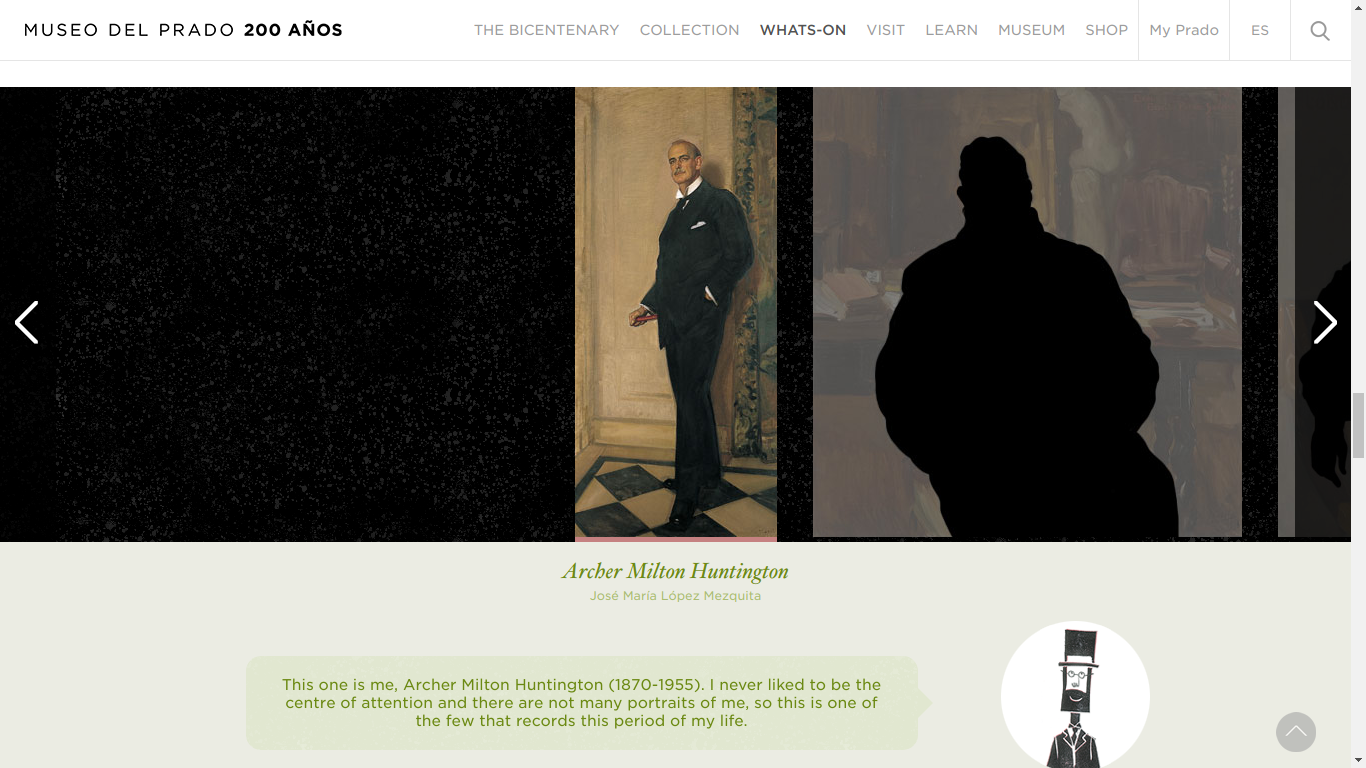 MUSEO DEL PRADO 200 AÑOS
THE BICENTENARY COLLECTION WHATS-ON VISIT LEARN MUSEUM SHOP My Prado ES
Archer Milton Huntington
José María López Mezquita
This one is me, Archer Milton Huntington (1870-1955). I never liked to be the
centre of attention and there are not many portraits of me, so this is one of
the few that records this period of my life.